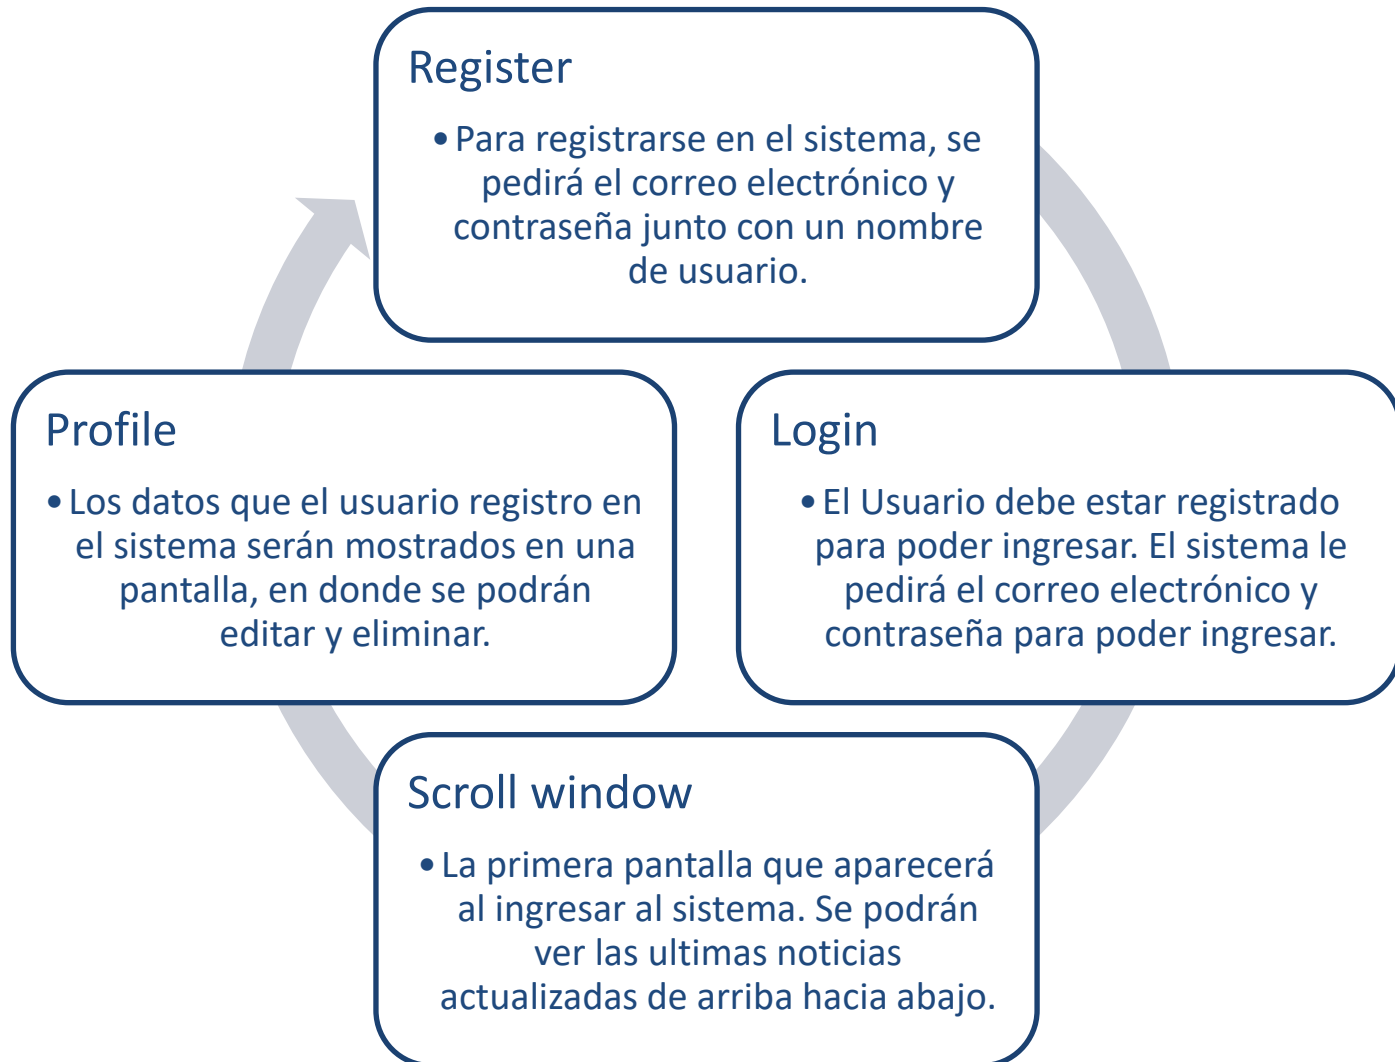 Register
•Para registrarse en el sistema, se
pedirá el correo electrónico y
contraseña junto con un nombre
de usuario.
Login
•El Usuario debe estar registrado
para poder ingresar. El sistema le
pedirá el correo electrónico y
contraseña para poder ingresar.
Scroll window
•La primera pantalla que aparecerá
al ingresar al sistema. Se podrán
ver las ultimas noticias
actualizadas de arriba hacia abajo.
Profile
•Los datos que el usuario registro en
el sistema serán mostrados en una
pantalla, en donde se podrán
editar y eliminar.